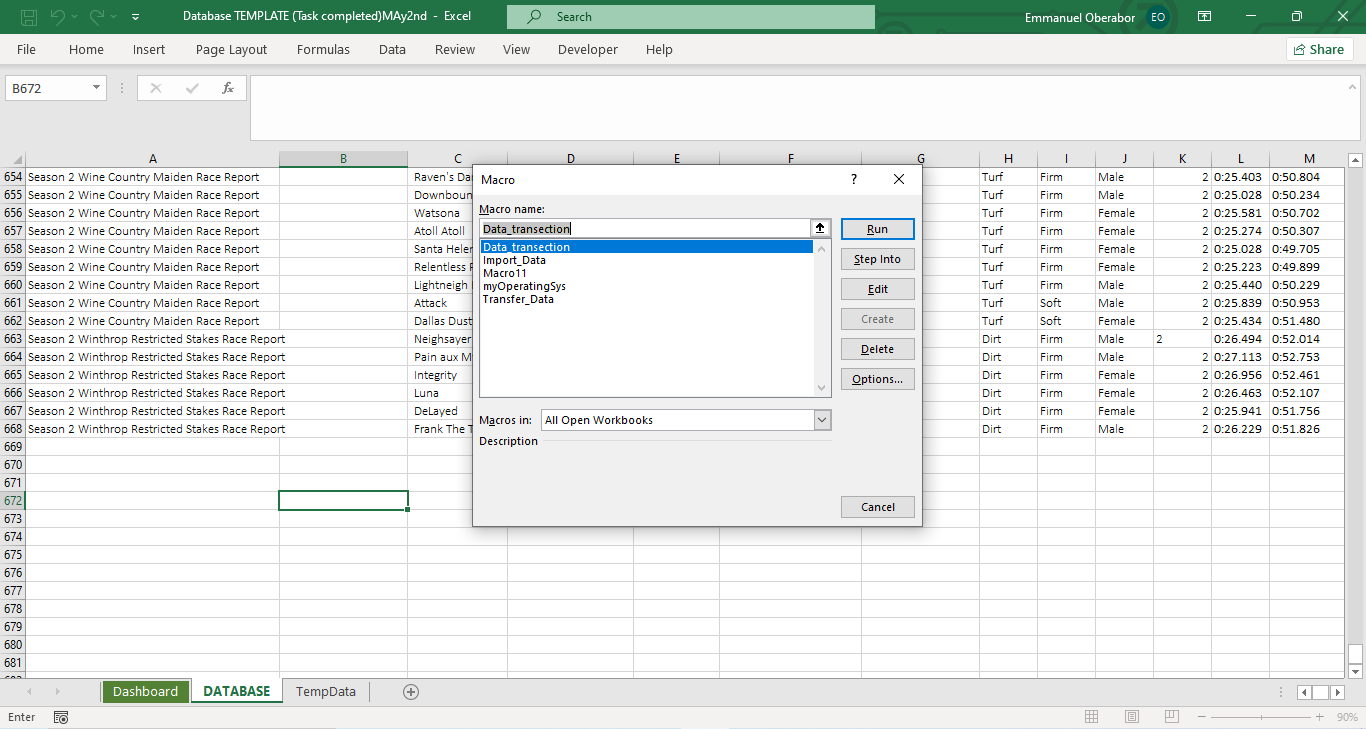 Database TEMPLATE (Task completed)MAy2nd - Excel
Search
Emmanuel Oberabor EO
File Home Insert Page Layout Formulas Data Review View Developer Help Share
B672 fx
A B C D E F G H I J K L M
654 Season 2 Wine Country Maiden Race Report Raven's Da Turf Firm Male 2 0:25.403 0:50.804
655 Season 2 Wine Country Maiden Race Report Downboun Turf Firm Male 2 0:25.028 0:50.234
656 Season 2 Wine Country Maiden Race Report Watsona Turf Firm Female 2 0:25.581 0:50.702
657 Season 2 Wine Country Maiden Race Report Atoll Atoll Turf Firm Female 2 0:25.274 0:50.307
658 Season 2 Wine Country Maiden Race Report Santa Heler Turf Firm Female 2 0:25.028 0:49.705
659 Season 2 Wine Country Maiden Race Report Relentless Turf Firm Female 2 0:25.223 0:49.899
660 Season 2 Wine Country Maiden Race Report Lightneigh Turf Firm Male 2 0:25.440 0:50.229
661 Season 2 Wine Country Maiden Race Report Attack Turf Soft Male 2 0:25.839 0:50.953
662 Season 2 Wine Country Maiden Race Report Dallas Dust Turf Soft Female 2 0:25.434 0:51.480
663 Season 2 Winthrop Restricted Stakes Race Report Neighsayer Dirt Firm Male 2 0:26.494 0:52.014
664 Season 2 Winthrop Restricted Stakes Race Report Pain aux M Dirt Firm Male 2 0:27.113 0:52.753
665 Season 2 Winthrop Restricted Stakes Race Report Integrity Dirt Firm Female 2 0:26.956 0:52.461
666 Season 2 Winthrop Restricted Stakes Race Report Luna Dirt Firm Female 2 0:26.463 0:52.107
667 Season 2 Winthrop Restricted Stakes Race Report DeLayed Dirt Firm Female 2 0:25.941 0:51.756
668 Season 2 Winthrop Restricted Stakes Race Report Frank The T Dirt Firm Male 2 0:26.229 0:51.826
669
670
671
672
673
674
675
676
677
678
679
680
681
Macro ?
Macro name:
Data_transection
Data_transection
Import_Data
Macro11
myOperatingSys
Transfer_Data
Run
Step Into
Edit
Create
Delete
Options...
Macros in: All Open Workbooks
Description
Cancel
Dashboard DATABASE TempData
Enter 90%